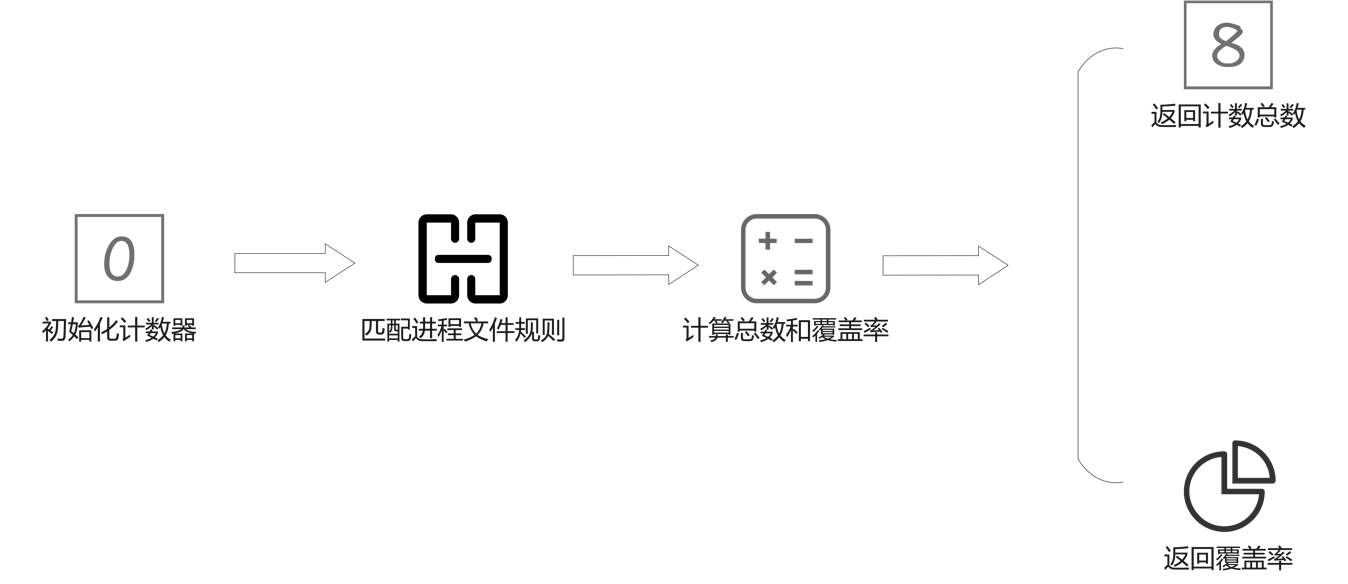 8
返回计数总数
0
初始化计数器
匹配进程文件规则
+ −
× =
计算总数和覆盖率
返回覆盖率